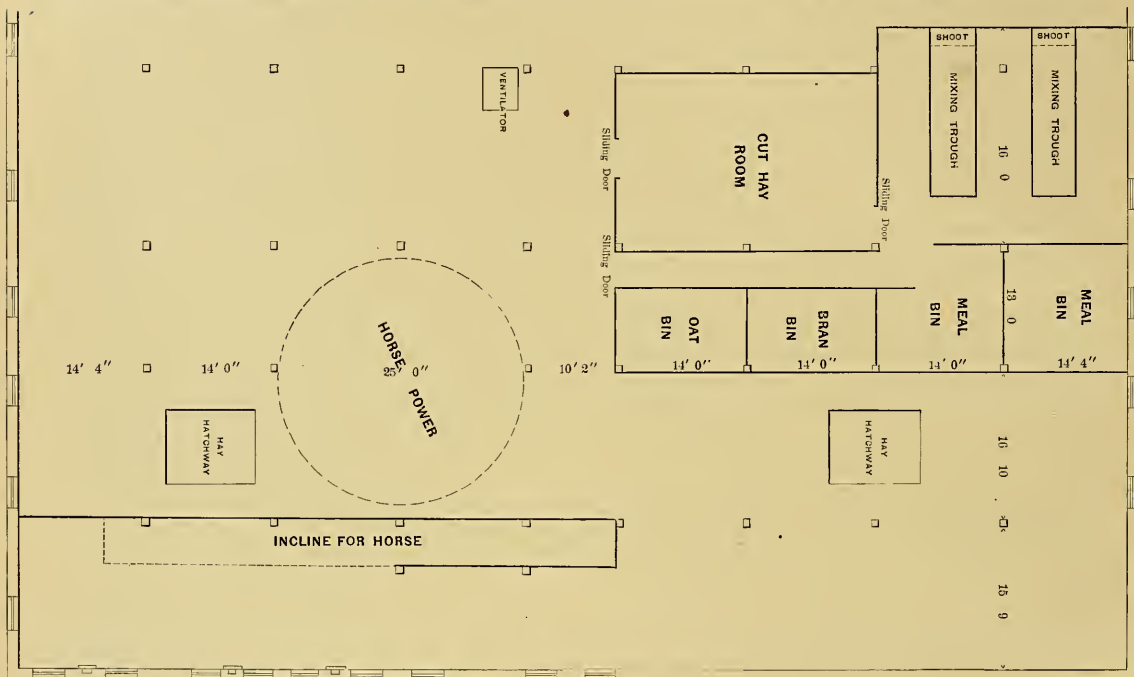 SHOOT
SHOOT
MIXING TROUGH
MIXING TROUGH
VENTILATOR
16 0
CUT HAY
ROOM
Sliding Door
Sliding Door
Sliding Door
OAT
BIN
BRAN
BIN
MEAL
BIN
MEAL
BIN
13 0
HORSE POWER
14' 4"
14' 0"
25' 0"
10' 2"
14' 0"
14' 0"
14' 0"
14' 4"
HAY
HATCHWAY
HAY
HATCHWAY
16 10
INCLINE FOR HORSE
15 9